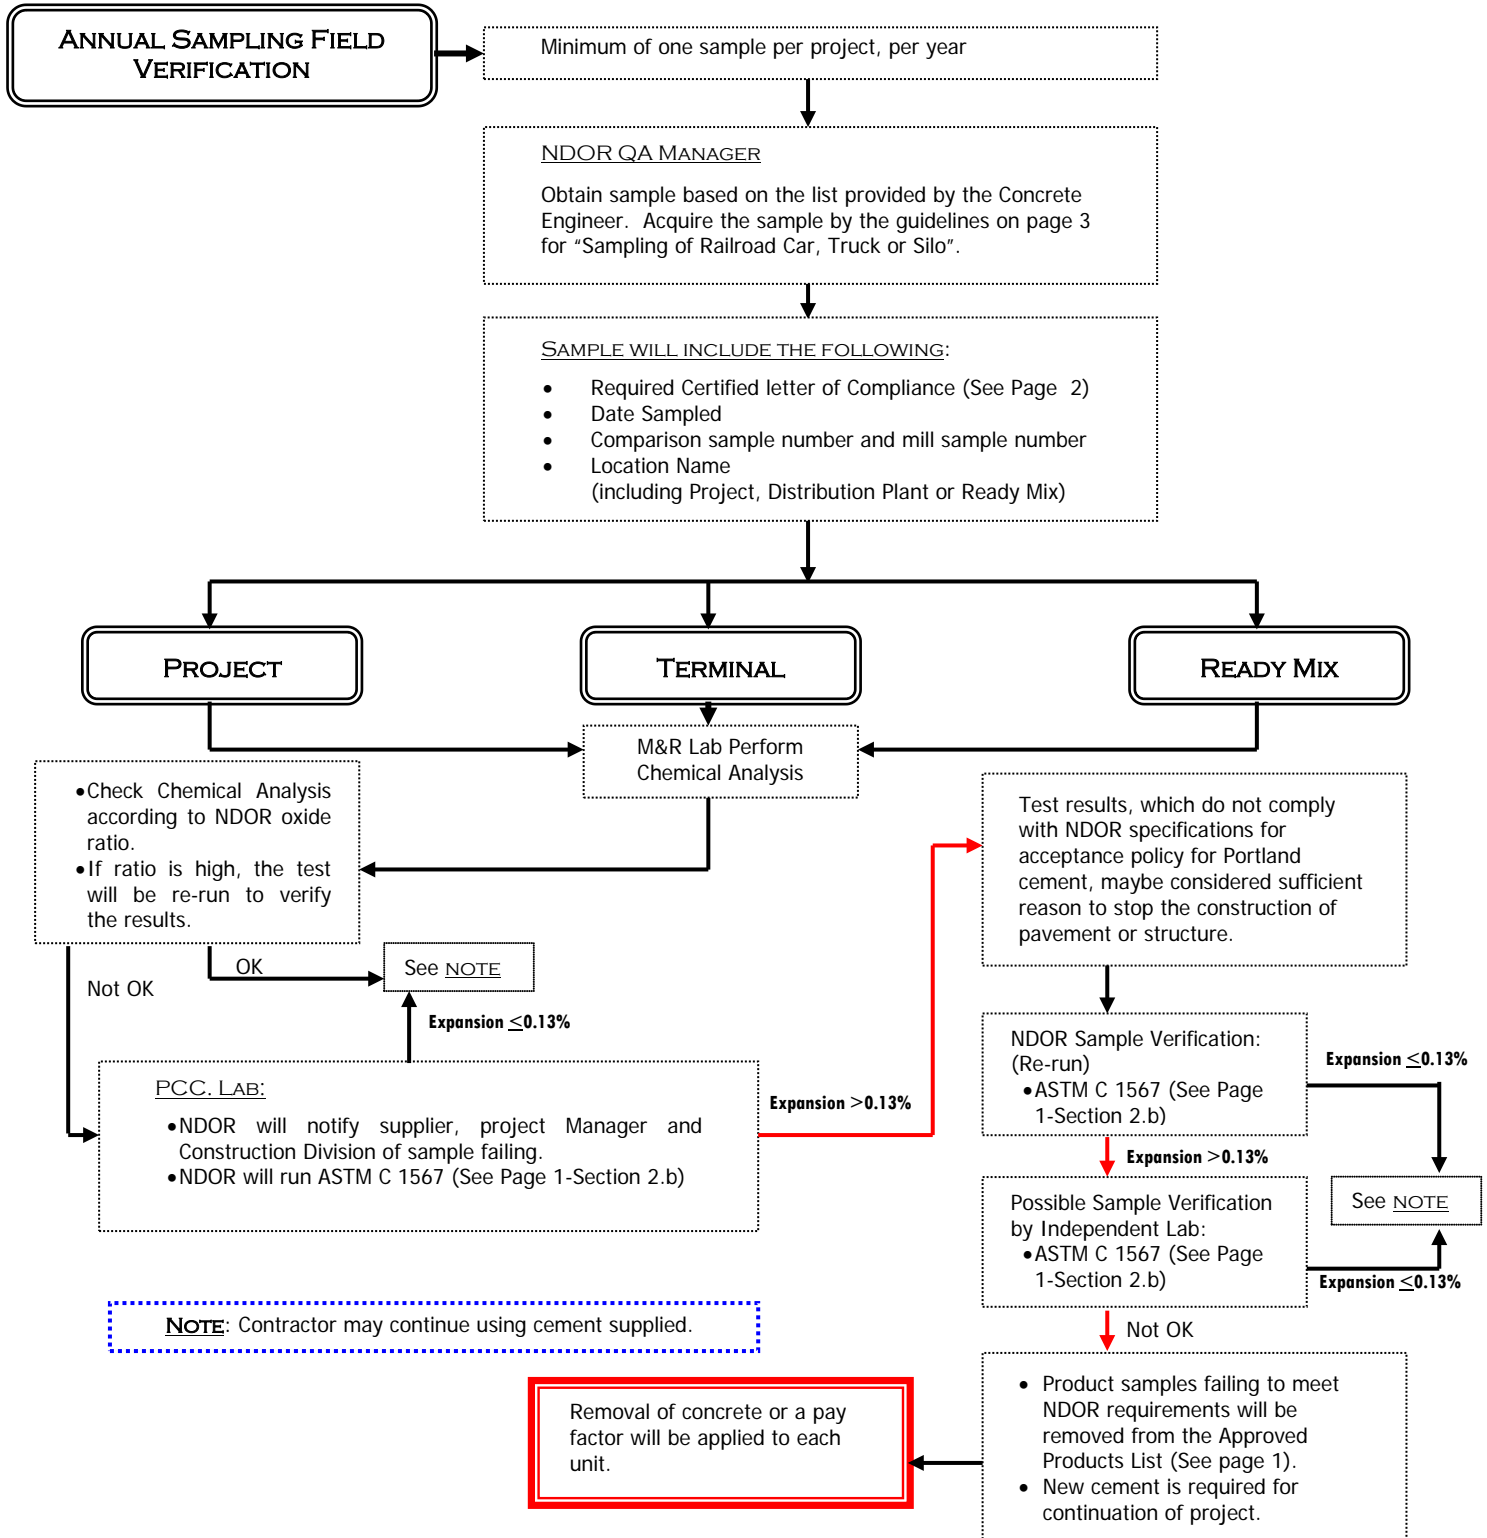 ANNUAL SAMPLING FIELD
VERIFICATION
Minimum of one sample per project, per year
NDOR QA MANAGER
Obtain sample based on the list provided by the Concrete
Engineer. Acquire the sample by the guidelines on page 3
for “Sampling of Railroad Car, Truck or Silo”.
SAMPLE WILL INCLUDE THE FOLLOWING:
• Required Certified letter of Compliance (See Page 2)
• Date Sampled
• Comparison sample number and mill sample number
• Location Name
(including Project, Distribution Plant or Ready Mix)
PROJECT
TERMINAL
READY MIX
M&R Lab Perform
Chemical Analysis
• Check Chemical Analysis
according to NDOR oxide
ratio.
• If ratio is high, the test
will be re-run to verify
the results.
OK
Not OK
See NOTE
Expansion ≤0.13%
PCC. LAB:
• NDOR will notify supplier, project Manager and
Construction Division of sample failing.
• NDOR will run ASTM C 1567 (See Page 1-Section 2.b)
Expansion >0.13%
Test results, which do not comply
with NDOR specifications for
acceptance policy for Portland
cement, maybe considered sufficient
reason to stop the construction of
pavement or structure.
NDOR Sample Verification:
(Re-run)
• ASTM C 1567 (See Page
1-Section 2.b)
Expansion ≤0.13%
Expansion >0.13%
Possible Sample Verification
by Independent Lab:
• ASTM C 1567 (See Page
1-Section 2.b)
See NOTE
Expansion ≤0.13%
Not OK
NOTE: Contractor may continue using cement supplied.
• Product samples failing to meet
NDOR requirements will be
removed from the Approved
Products List (See page 1).
• New cement is required for
continuation of project.
Removal of concrete or a pay
factor will be applied to each
unit.